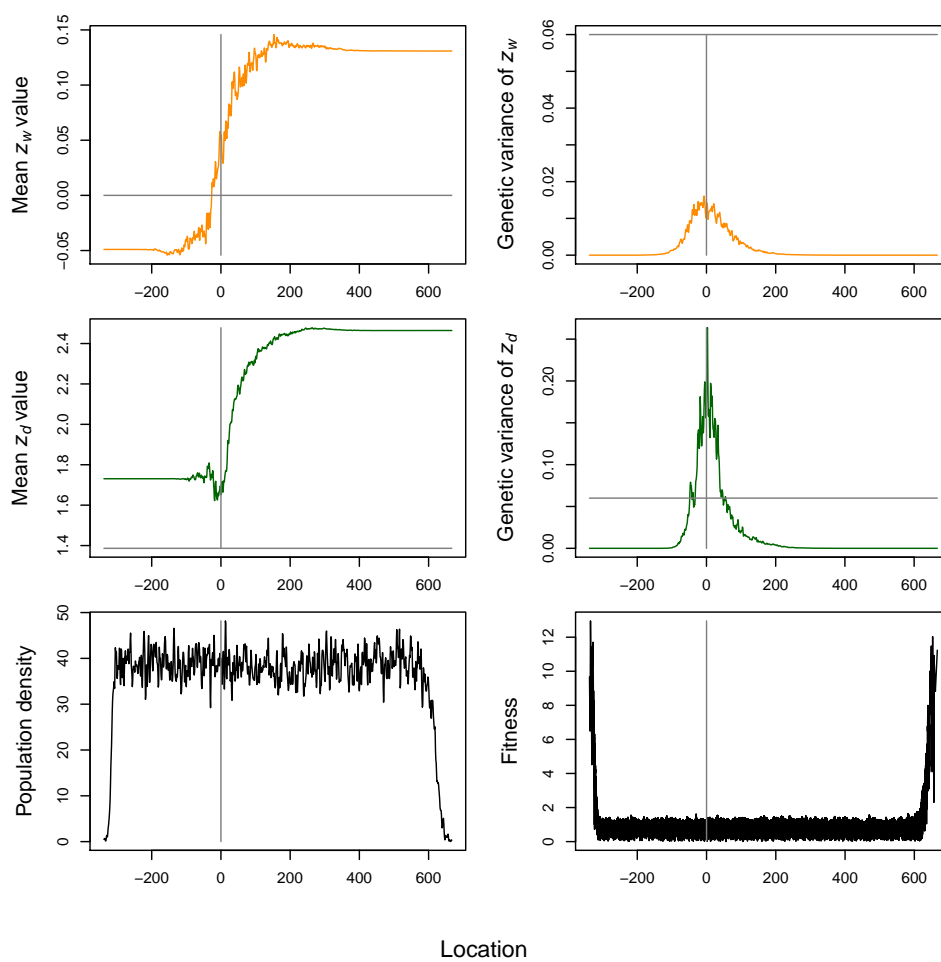 Mean z_w value
−0.05 0.00 0.05 0.10 0.15
−200 0 200 400 600
Genetic variance of z_w
0.00 0.02 0.04 0.06
−200 0 200 400 600
Mean z_d value
1.4 1.6 1.8 2.0 2.2 2.4
−200 0 200 400 600
Genetic variance of z_d
0.00 0.10 0.20
−200 0 200 400 600
Population density
0 10 20 30 40 50
−200 0 200 400 600
Fitness
0 2 4 6 8 10 12
−200 0 200 400 600
Location